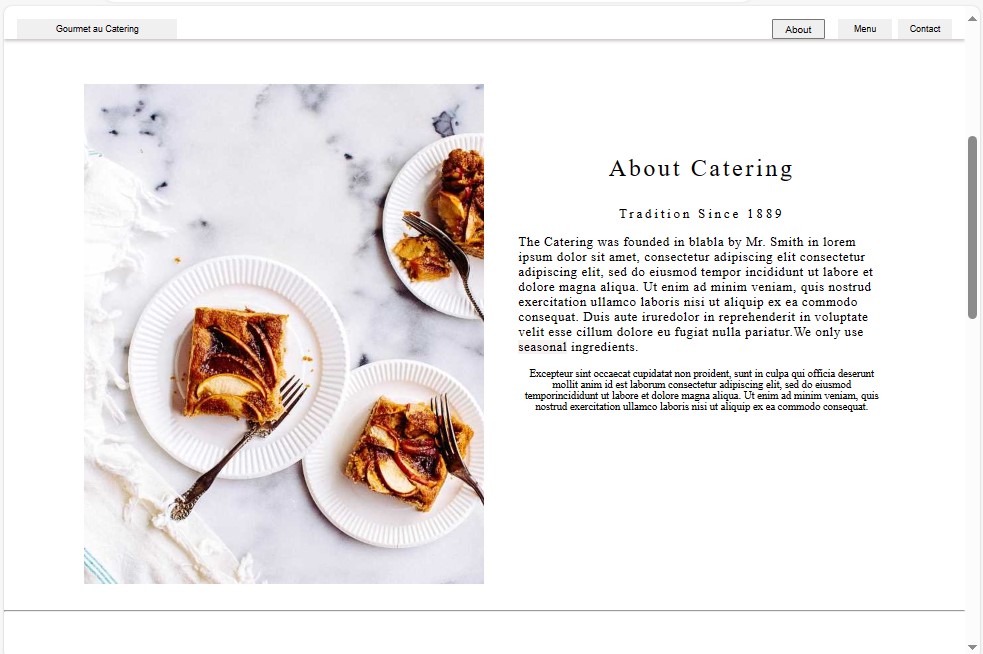 Gourmet au Catering
About
Menu
Contact
About Catering
Tradition Since 1889
The Catering was founded in blabla by Mr. Smith in lorem
ipsum dolor sit amet, consectetur adipiscing elit consectetur
adipiscing elit, sed do eiusmod tempor incididunt ut labore et
dolore magna aliqua. Ut enim ad minim veniam, quis nostrud
exercitation ullamco laboris nisi ut aliquip ex ea commodo
consequat. Duis aute iruredolor in reprehenderit in voluptate
velit esse cillum dolore eu fugiat nulla pariatur.We only use
seasonal ingredients.
Excepteur sint occaecat cupidatat non proident, sunt in culpa qui officia deserunt
mollit anim id est laborum consectetur adipiscing elit, sed do eiusmod
temporincididunt ut labore et dolore magna aliqua. Ut enim ad minim veniam, quis
nostrud exercitation ullamco laboris nisi ut aliquip ex ea commodo consequat.